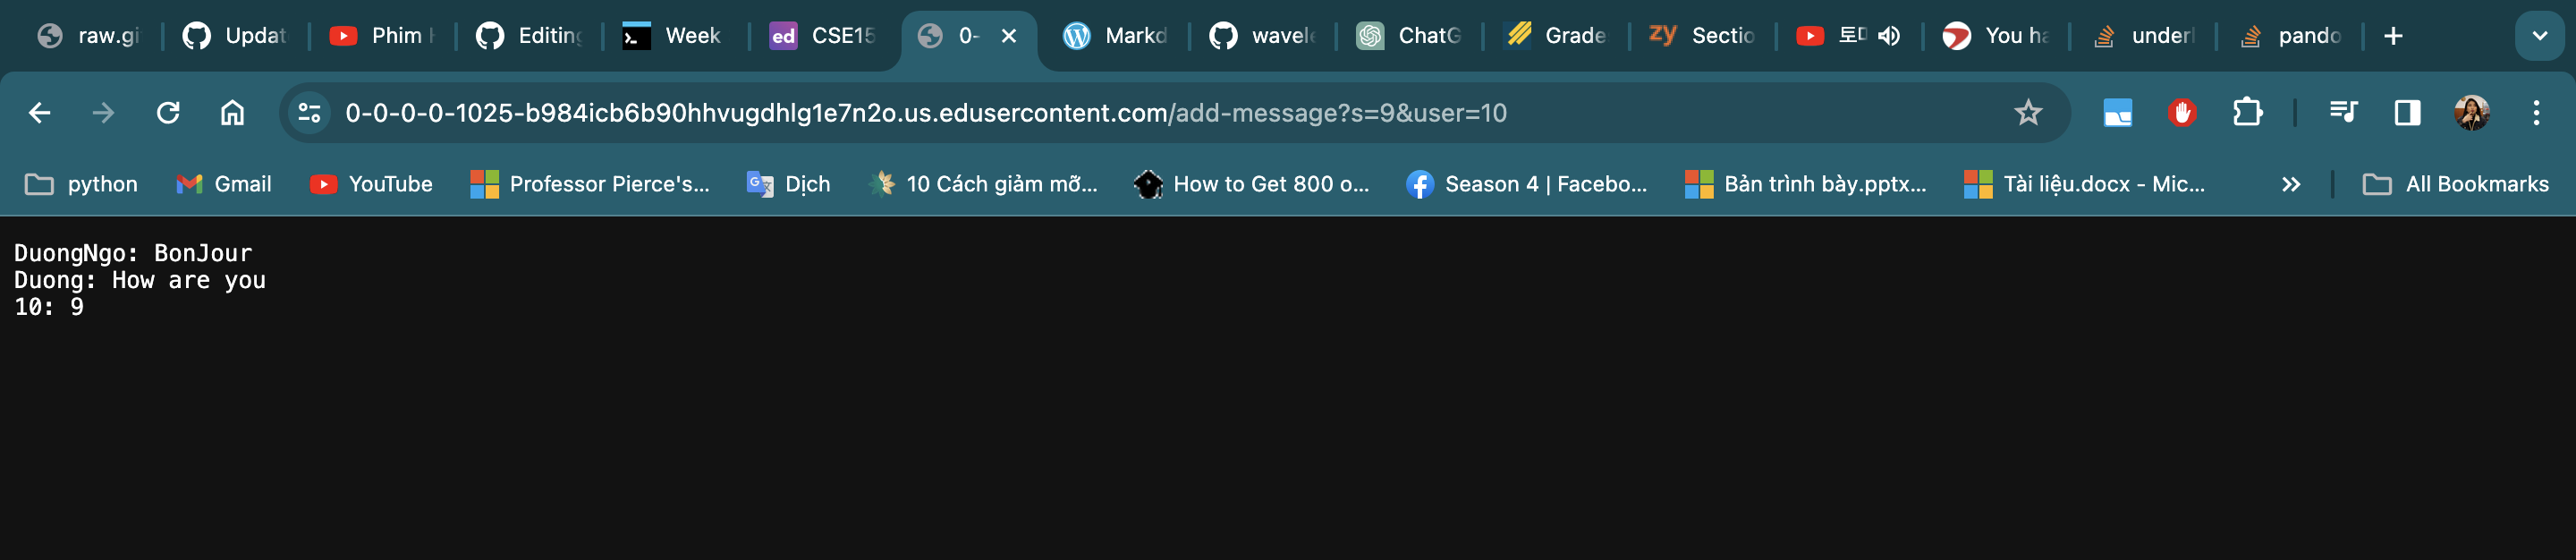 raw.gi
Updat
Phim H
Editing
Week
ed CSE15
0-
Markd
wavele
ChatG
Grade
zy Sectio
You ha
underl
pando
0-0-0-0-1025-b984icb6b90hhvugdhlg1e7n2o.us.edusercontent.com/add-message?s=9&user=10
python
Gmail
YouTube
Professor Pierce's...
Dịch
10 Cách giảm mỡ...
How to Get 800 o...
Season 4 | Facebo...
Bản trình bày.pptx...
Tài liệu.docx - Mic...
All Bookmarks
DuongNgo: BonJour
Duong: How are you
10: 9